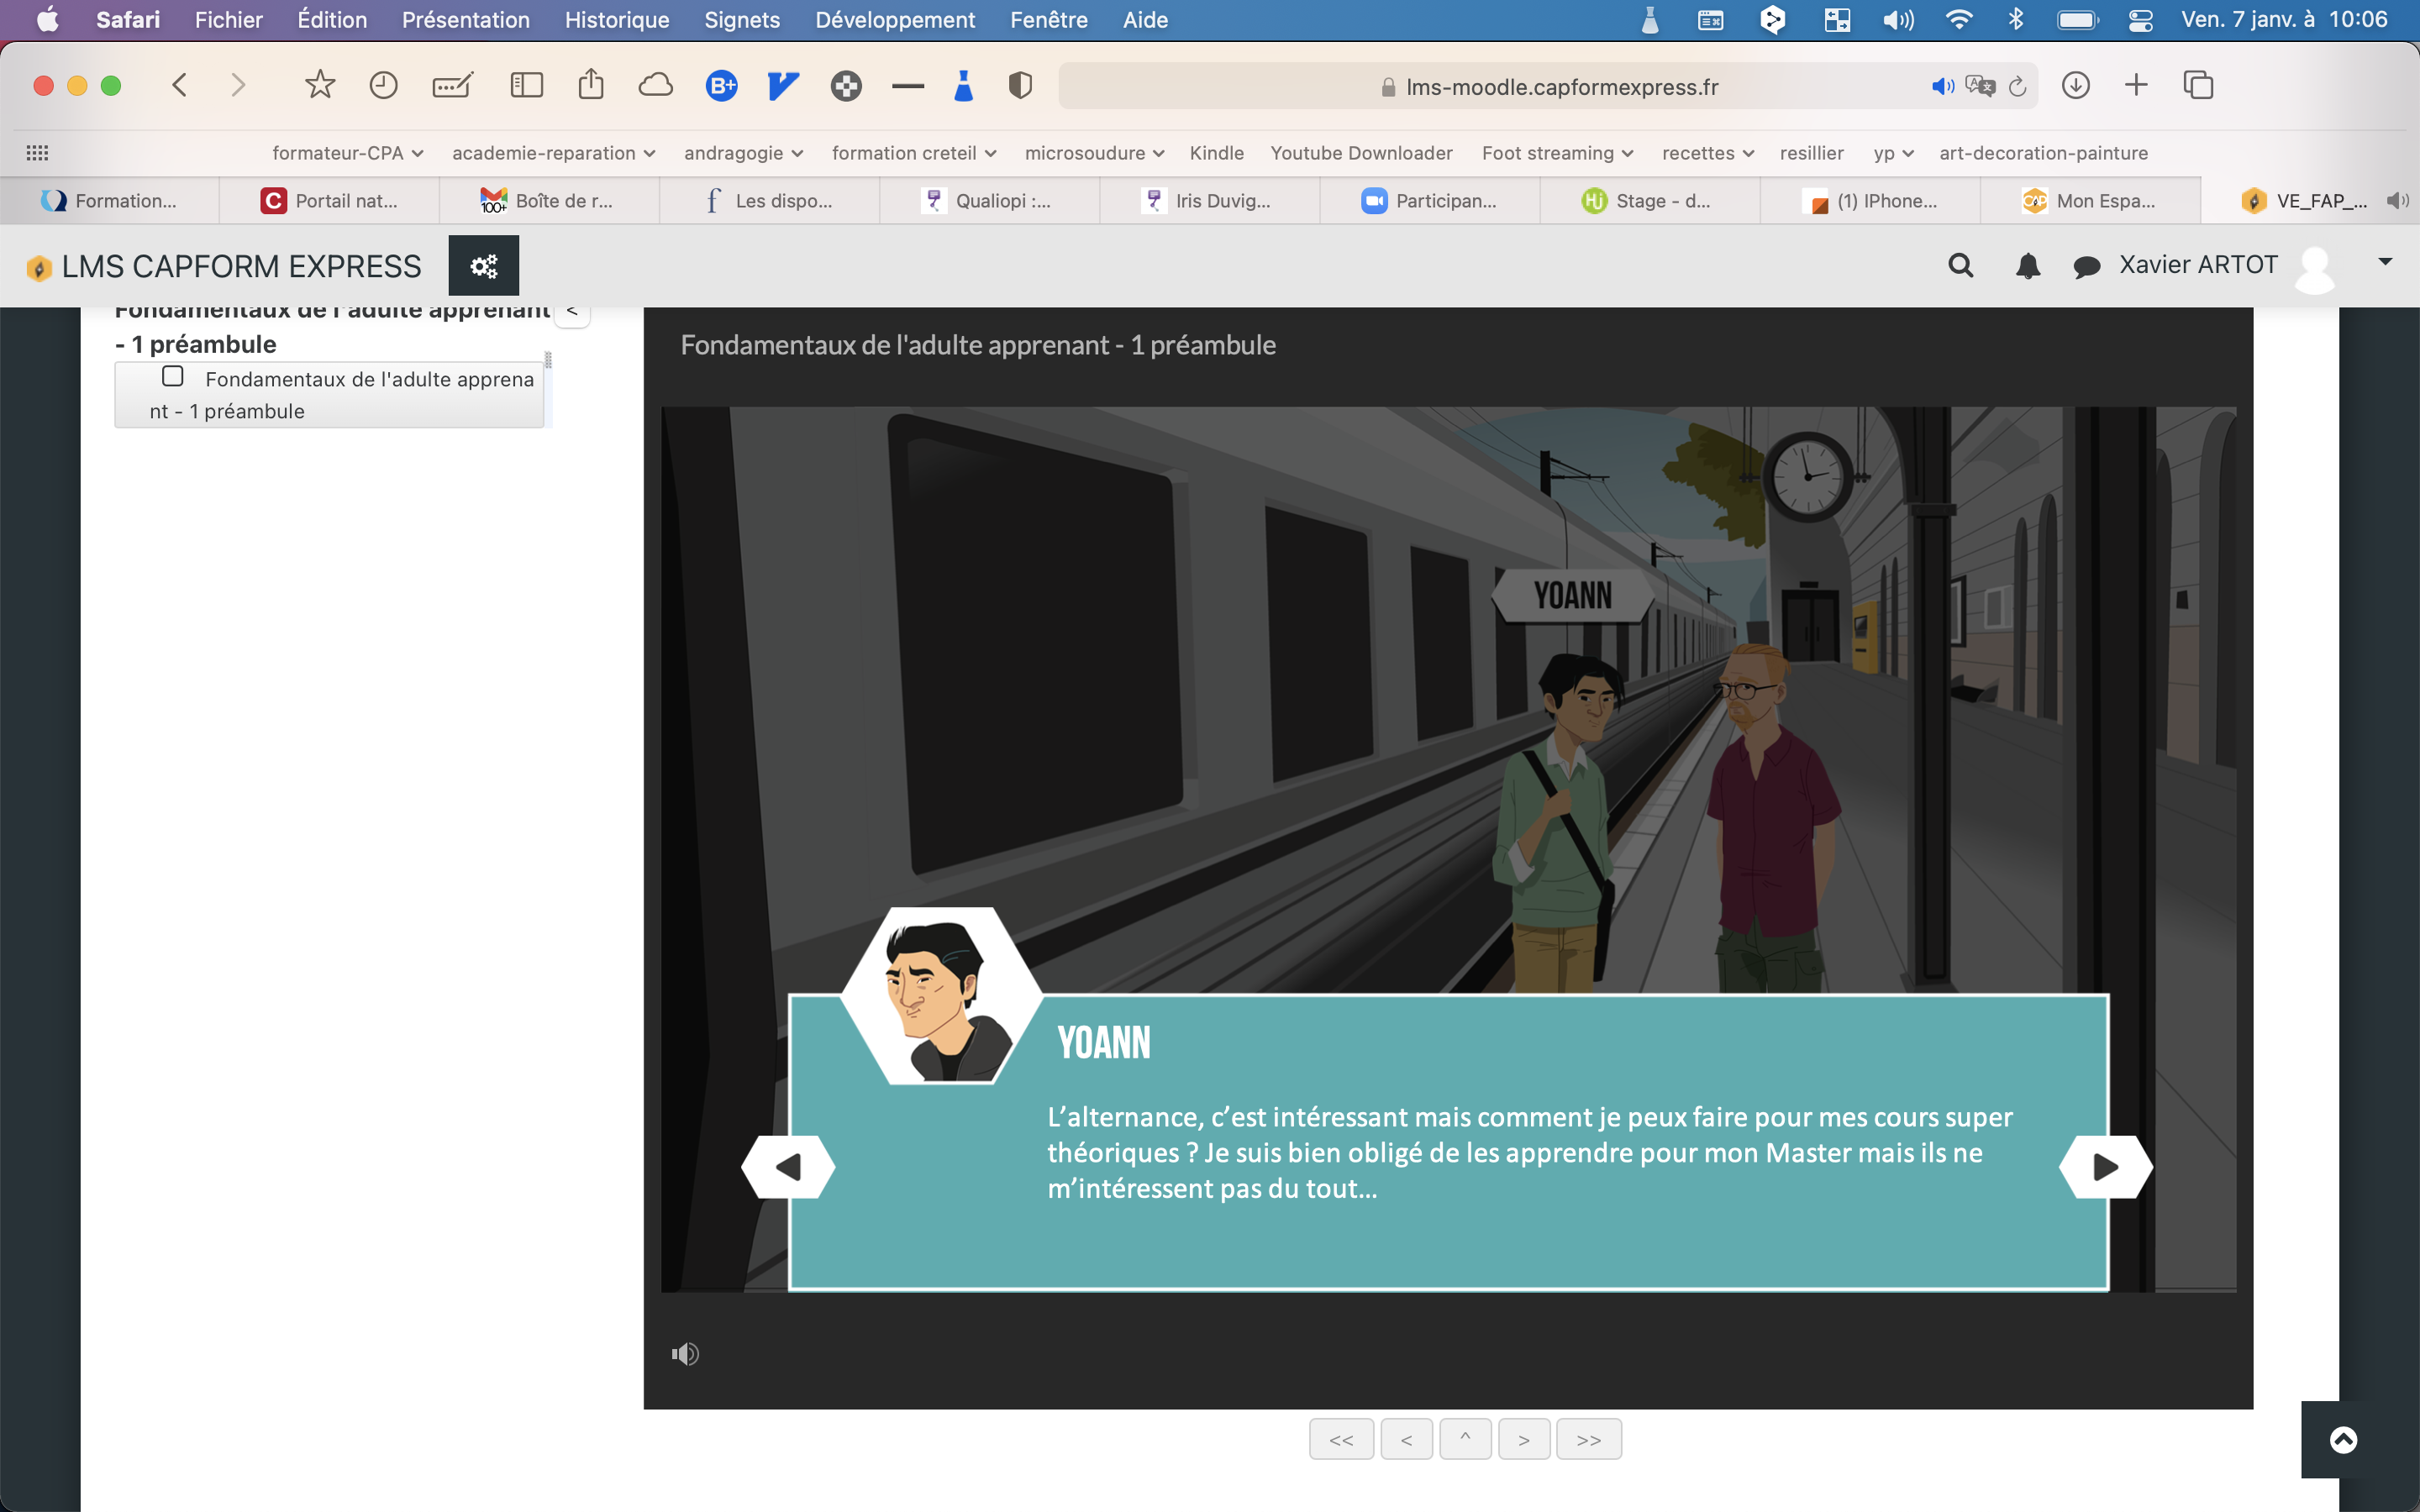 Safari Fichier Édition Présentation Historique Signets Développement Fenêtre Aide Ven. 7 janv. à 10:06
B+ lms-moodle.capformexpress.fr
formateur-CPA academie-reparation andragogie formation creteil microsoudure Kindle Youtube Downloader Foot streaming recettes resillier yp art-decoration-peinture
Formation... Portail nat... 100+ Boîte de r... Les dispo... Qualiopi :... Iris Duvig... Participan... Stage - d... (1) IPhone... Mon Espa... VE_FAP_...
LMS CAPFORM EXPRESS Xavier ARTOT
Fondamentaux de l'adulte apprenant <
- 1 préambule
Fondamentaux de l'adulte apprena
nt - 1 préambule
Fondamentaux de l'adulte apprenant - 1 préambule
YOANN
YOANN
L'alternance, c'est intéressant mais comment je peux faire pour mes cours super
théoriques ? Je suis bien obligé de les apprendre pour mon Master mais ils ne
m'intéressent pas du tout...
<< < ^ > >>